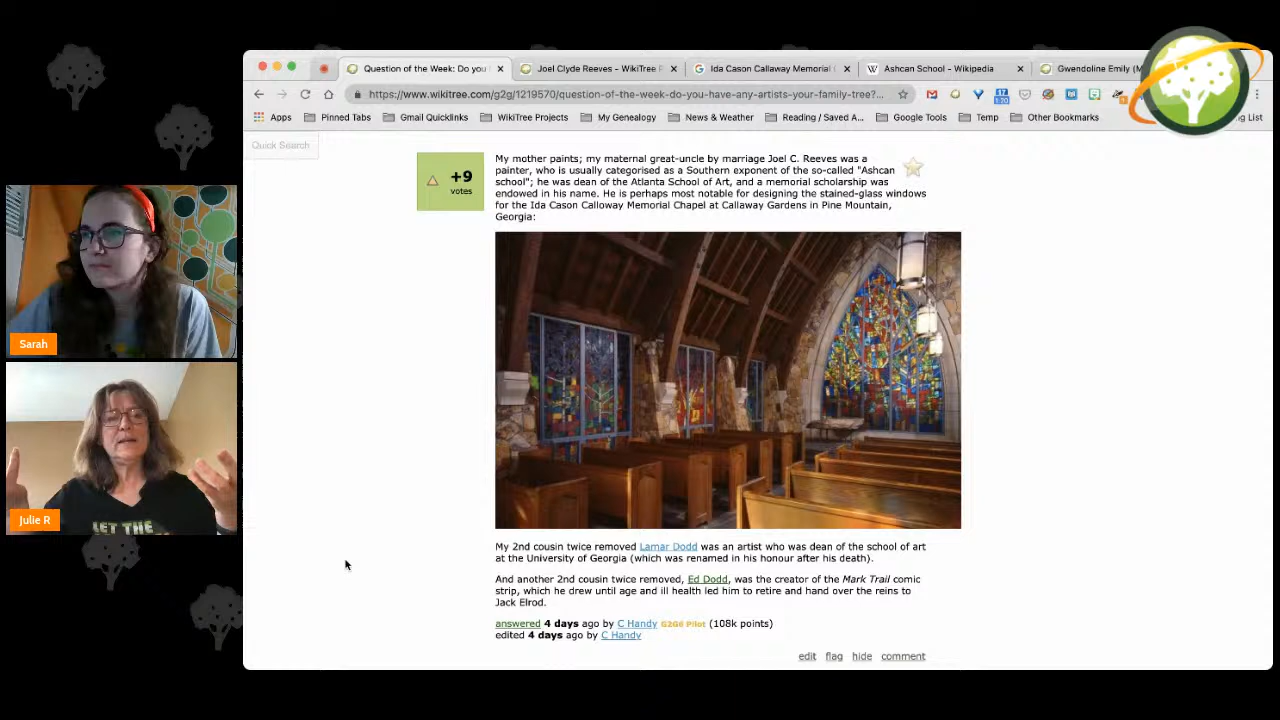 Question of the Week: Do you
Joel Clyde Reeves - WikiTree F
Ida Cason Callaway Memorial
Ashcan School - Wikipedia
Gwendoline Emily (M
https://www.wikitree.com/g2g/1219570/question-of-the-week-do-you-have-any-artists-your-family-tree?...
Apps
Pinned Tabs
Gmail Quicklinks
WikiTree Projects
My Genealogy
News & Weather
Reading / Saved A...
Google Tools
Temp
Other Bookmarks
ng List
Quick Search
+9
votes
My mother paints; my maternal great-uncle by marriage Joel C. Reeves was a
painter, who is usually categorised as a Southern exponent of the so-called "Ashcan
school"; he was dean of the Atlanta School of Art, and a memorial scholarship was
endowed in his name. He is perhaps most notable for designing the stained-glass windows
for the Ida Cason Calloway Memorial Chapel at Callaway Gardens in Pine Mountain,
Georgia:
My 2nd cousin twice removed Lamar Dodd was an artist who was dean of the school of art
at the University of Georgia (which was renamed in his honour after his death).
And another 2nd cousin twice removed, Ed Dodd, was the creator of the Mark Trail comic
strip, which he drew until age and ill health led him to retire and hand over the reins to
Jack Elrod.
answered 4 days ago by C Handy G2G6 Pilot (108k points)
edited 4 days ago by C Handy
edit flag hide comment
Sarah
Julie R
LET THE